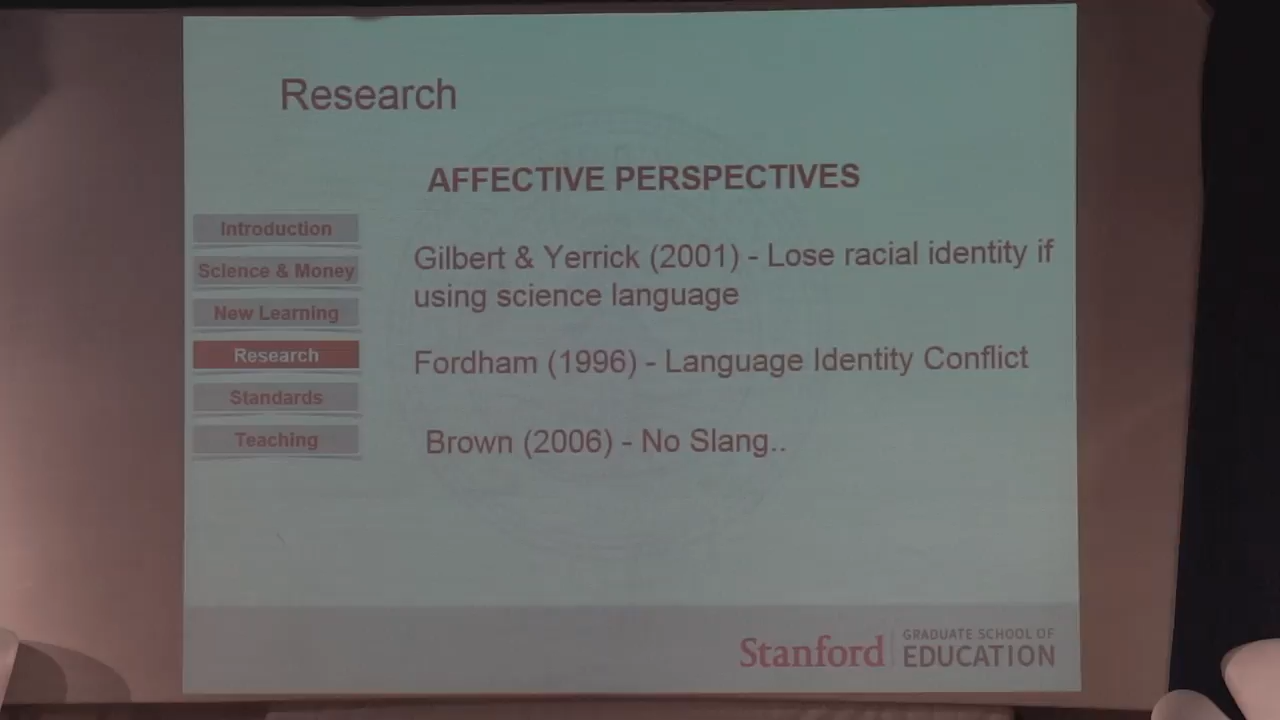 Research
AFFECTIVE PERSPECTIVES
Introduction
Science & Money
New Learning
Research
Standards
Teaching
Gilbert & Yerrick (2001) - Lose racial identity if
using science language
Fordham (1996) - Language Identity Conflict
Brown (2006) - No Slang..
Stanford
GRADUATE SCHOOL OF
EDUCATION